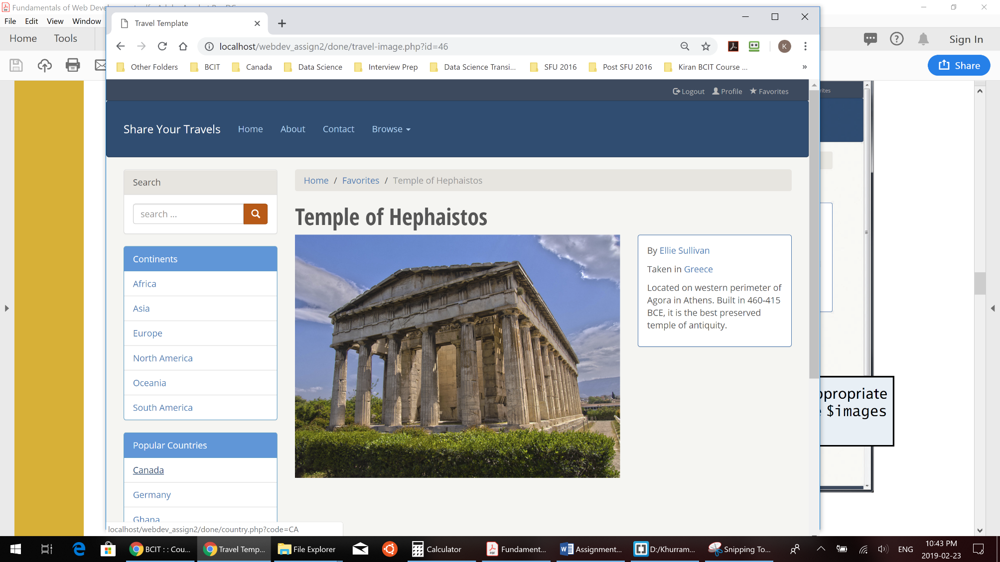 Fundamentals of Web Deve
File Edit View Window
Home Tools
Sign In
Share
Travel Template
localhost/webdev_assign2/done/travel-image.php?id=46
K
Other Folders BCIT Canada Data Science Interview Prep Data Science Transi... SFU 2016 Post SFU 2016 Kiran BCIT Course ... »
Logout Profile Favorites
rites
Share Your Travels Home About Contact Browse
Search
search ...
Continents
Africa
Asia
Europe
North America
Oceania
South America
Popular Countries
Canada
Germany
Ghana
Home / Favorites / Temple of Hephaistos
Temple of Hephaistos
By Ellie Sullivan
Taken in Greece
Located on western perimeter of
Agora in Athens. Built in 460-415
BCE, it is the best preserved
temple of antiquity.
ppropriate
$images
localhost/webdev_assign2/done/country.php?code=CA
BCIT : : Cou... Travel Temp... File Explorer Calculator Fundament... Assignment... D:/Khurram... Snipping To... ENG
10:43 PM
2019-02-23